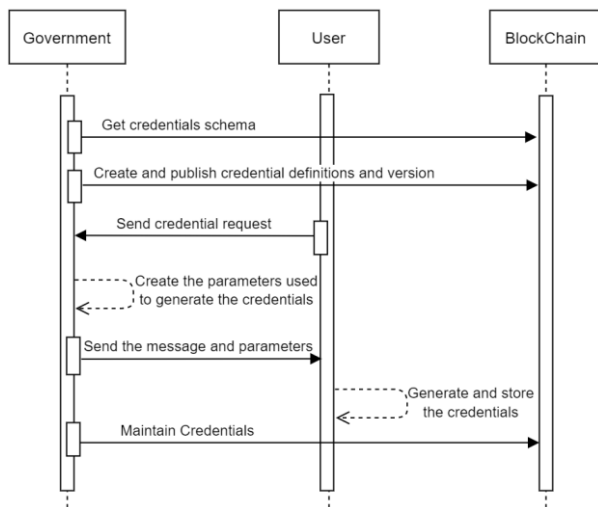 Government
User
BlockChain
Get credentials schema
Create and publish credential definitions and version
Send credential request
Create the parameters used
to generate the credentials
Send the message and parameters
Generate and store
the credentials
Maintain Credentials